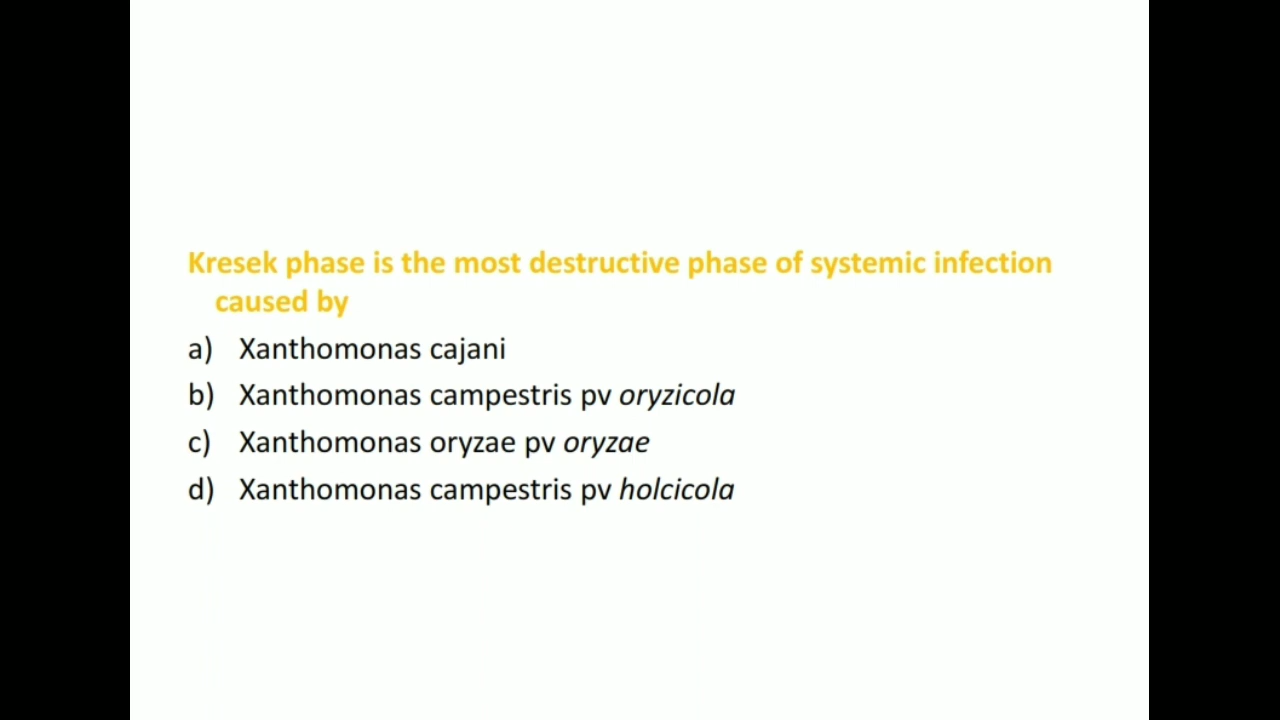 Kresek phase is the most destructive phase of systemic infection
caused by
a) Xanthomonas cajani
b) Xanthomonas campestris pv oryzicola
c) Xanthomonas oryzae pv oryzae
d) Xanthomonas campestris pv holcicola